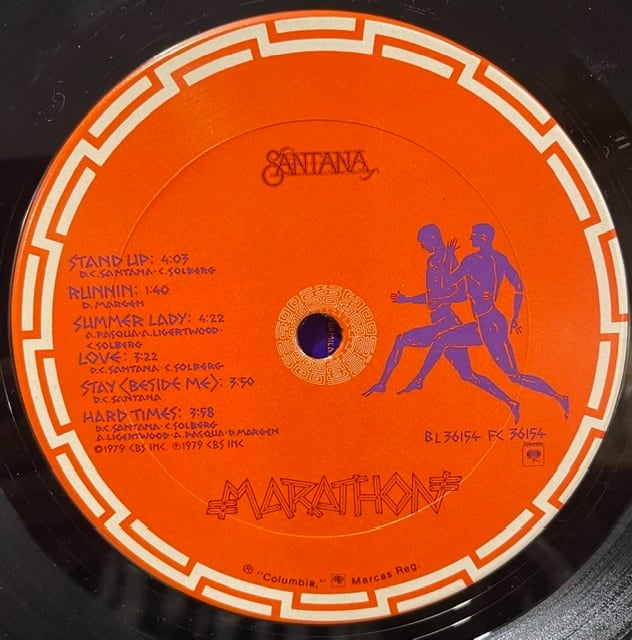 SANTANA
STAND UP: 4:03
D.C. SANTANA · C. SOLBERG
RUNNIN: 1:40
D. MARGEN
SUMMER LADY: 4:22
A. PASQUA · A. LIGERTWOOD ·
C. SOLBERG
LOVE: 3:22
D.C. SANTANA · C. SOLBERG
STAY (BESIDE ME): 3:50
D.C. SANTANA
HARD TIMES: 3:58
D.C. SANTANA · C. SOLBERG
A. LIGERTWOOD · A. PASQUA · D. MARGEN
©1979 CBS INC. ℗1979 CBS INC
BL 36154 FC 36154
Columbia
MARATHON
® "Columbia," Marcas Reg.